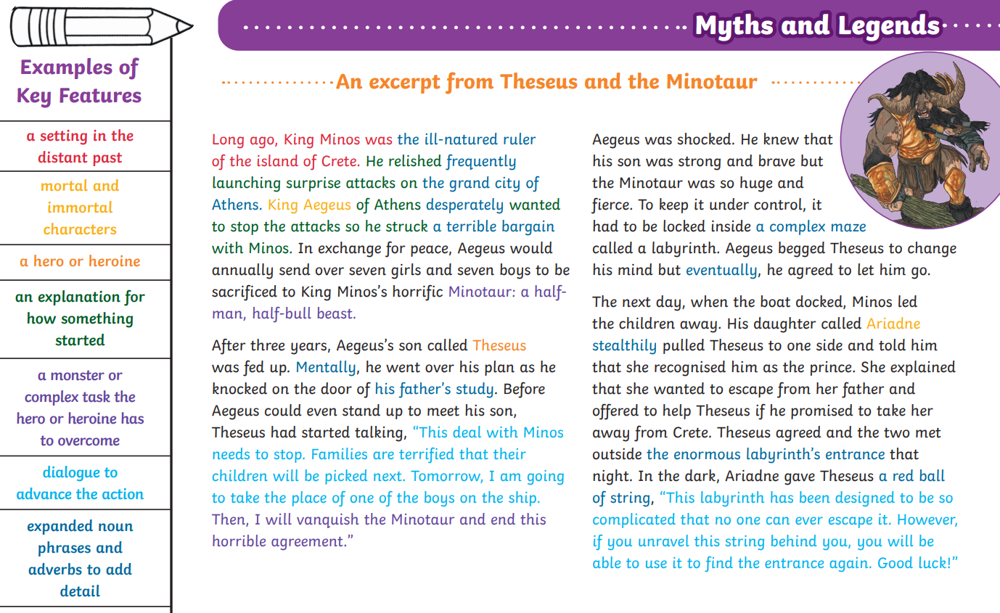 Myths and Legends
Examples of
Key Features
a setting in the
distant past
mortal and
immortal
characters
a hero or heroine
an explanation for
how something
started
a monster or
complex task the
hero or heroine has
to overcome
dialogue to
advance the action
expanded noun
phrases and
adverbs to add
detail
An excerpt from Theseus and the Minotaur
Long ago, King Minos was the ill-natured ruler
of the island of Crete. He relished frequently
launching surprise attacks on the grand city of
Athens. King Aegeus of Athens desperately wanted
to stop the attacks so he struck a terrible bargain
with Minos. In exchange for peace, Aegeus would
annually send over seven girls and seven boys to be
sacrificed to King Minos’s horrific Minotaur: a half-
man, half-bull beast.
After three years, Aegeus’s son called Theseus
was fed up. Mentally, he went over his plan as he
knocked on the door of his father’s study. Before
Aegeus could even stand up to meet his son,
Theseus had started talking, “This deal with Minos
needs to stop. Families are terrified that their
children will be picked next. Tomorrow, I am going
to take the place of one of the boys on the ship.
Then, I will vanquish the Minotaur and end this
horrible agreement.”
Aegeus was shocked. He knew that
his son was strong and brave but
the Minotaur was so huge and
fierce. To keep it under control, it
had to be locked inside a complex maze
called a labyrinth. Aegeus begged Theseus to change
his mind but eventually, he agreed to let him go.
The next day, when the boat docked, Minos led
the children away. His daughter called Ariadne
stealthily pulled Theseus to one side and told him
that she recognised him as the prince. She explained
that she wanted to escape from her father and
offered to help Theseus if he promised to take her
away from Crete. Theseus agreed and the two met
outside the enormous labyrinth’s entrance that
night. In the dark, Ariadne gave Theseus a red ball
of string, “This labyrinth has been designed to be so
complicated that no one can ever escape it. However,
if you unravel this string behind you, you will be
able to use it to find the entrance again. Good luck!”